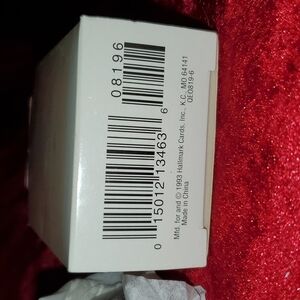 08196
0 15012 13463 6
Mfd. for and © 1993 Hallmark Cards, Inc., K.C., MO 64141
Made in China
QEO819-6